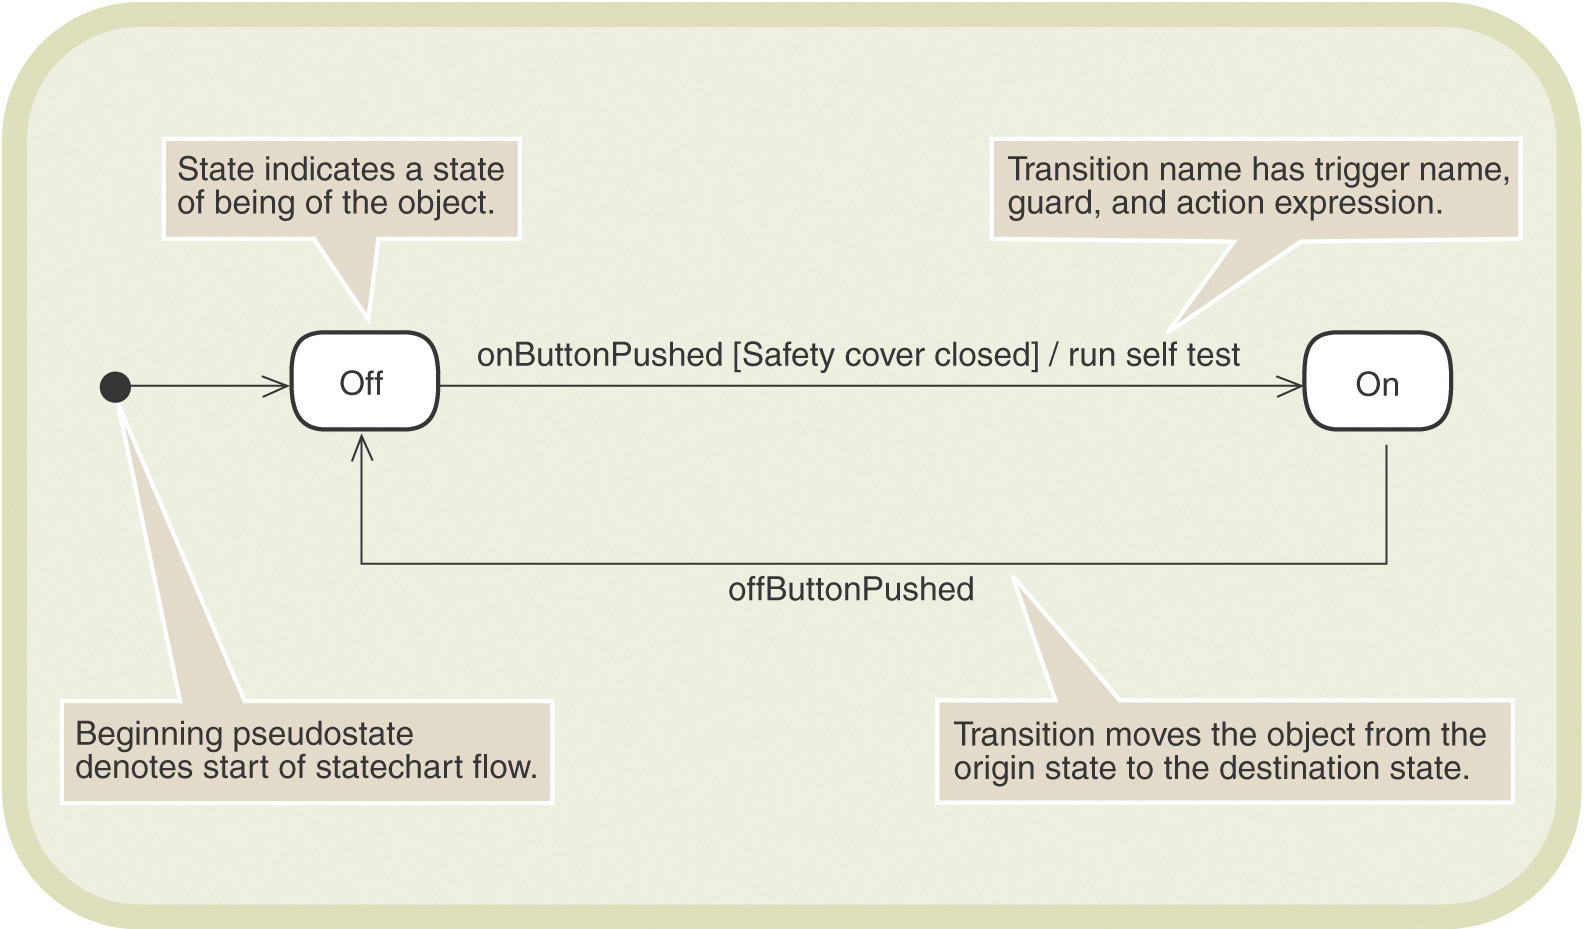 State indicates a state
of being of the object.
Transition name has trigger name,
guard, and action expression.
onButtonPushed [Safety cover closed] / run self test
Off
On
offButtonPushed
Beginning pseudostate
denotes start of statechart flow.
Transition moves the object from the
origin state to the destination state.